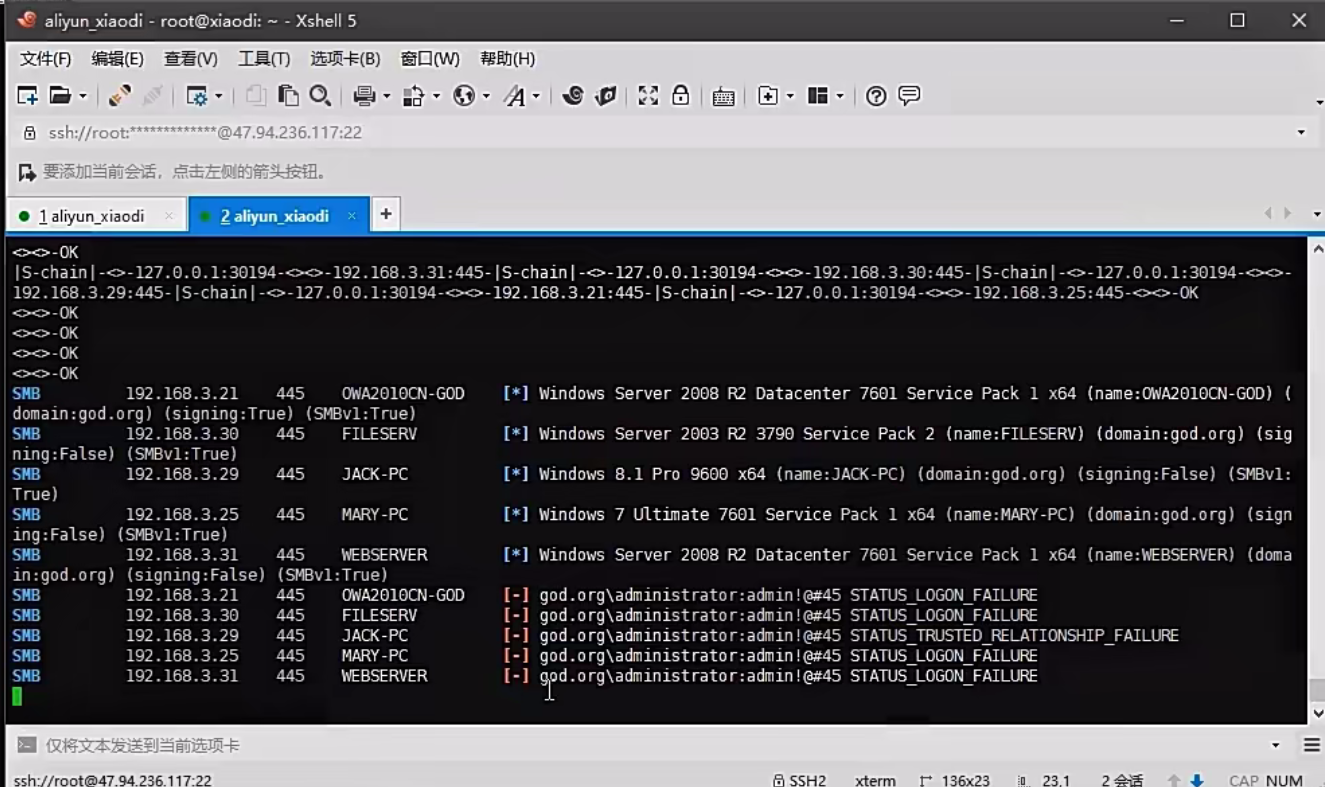 aliyun_xiaodi - root@xiaodi: ~ - Xshell 5
文件(F) 编辑(E) 查看(V) 工具(T) 选项卡(B) 窗口(W) 帮助(H)
ssh://root:*************@47.94.236.117:22
要添加当前会话，点击左侧的箭头按钮。
1 aliyun_xiaodi × 2 aliyun_xiaodi × +
<><>-OK
|S-chain|-<>-127.0.0.1:30194-<><>-192.168.3.31:445-|S-chain|-<>-127.0.0.1:30194-<><>-192.168.3.30:445-|S-chain|-<>-127.0.0.1:30194-<><>-
192.168.3.29:445-|S-chain|-<>-127.0.0.1:30194-<><>-192.168.3.21:445-|S-chain|-<>-127.0.0.1:30194-<><>-192.168.3.25:445-<><>-OK
<><>-OK
<><>-OK
<><>-OK
<><>-OK
SMB 192.168.3.21 445 OWA2010CN-GOD [*] Windows Server 2008 R2 Datacenter 7601 Service Pack 1 x64 (name:OWA2010CN-GOD) (
domain:god.org) (signing:True) (SMBv1:True)
SMB 192.168.3.30 445 FILESERV [*] Windows Server 2003 R2 3790 Service Pack 2 (name:FILESERV) (domain:god.org) (sig
ning:False) (SMBv1:True)
SMB 192.168.3.29 445 JACK-PC [*] Windows 8.1 Pro 9600 x64 (name:JACK-PC) (domain:god.org) (signing:False) (SMBv1:
True)
SMB 192.168.3.25 445 MARY-PC [*] Windows 7 Ultimate 7601 Service Pack 1 x64 (name:MARY-PC) (domain:god.org) (sign
ing:False) (SMBv1:True)
SMB 192.168.3.31 445 WEBSERVER [*] Windows Server 2008 R2 Datacenter 7601 Service Pack 1 x64 (name:WEBSERVER) (doma
in:god.org) (signing:False) (SMBv1:True)
SMB 192.168.3.21 445 OWA2010CN-GOD [-] god.org\administrator:admin!@#45 STATUS_LOGON_FAILURE
SMB 192.168.3.30 445 FILESERV [-] god.org\administrator:admin!@#45 STATUS_LOGON_FAILURE
SMB 192.168.3.29 445 JACK-PC [-] god.org\administrator:admin!@#45 STATUS_TRUSTED_RELATIONSHIP_FAILURE
SMB 192.168.3.25 445 MARY-PC [-] god.org\administrator:admin!@#45 STATUS_LOGON_FAILURE
SMB 192.168.3.31 445 WEBSERVER [-] god.org\administrator:admin!@#45 STATUS_LOGON_FAILURE
仅将文本发送到当前选项卡
ssh://root@47.94.236.117:22 SSH2 xterm 136x23 23,1 2 会话 CAP NUM